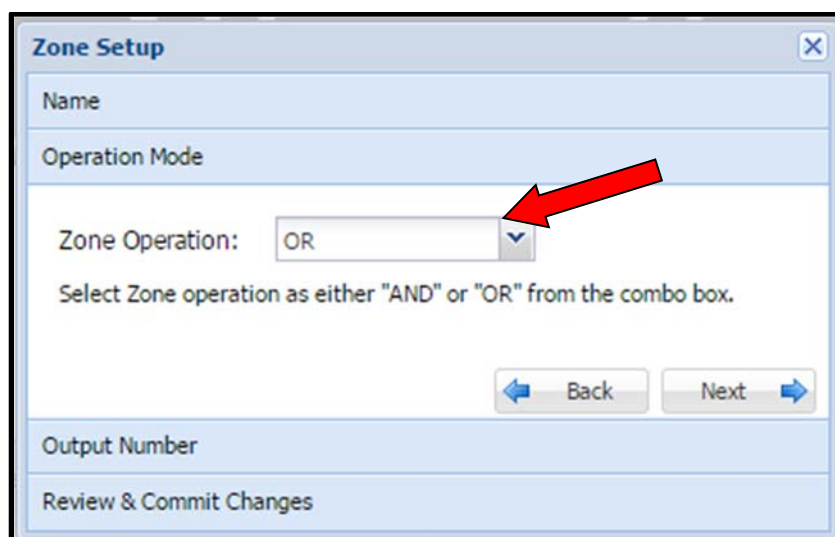 Zone Setup
Name
Operation Mode
Zone Operation: OR
Select Zone operation as either "AND" or "OR" from the combo box.
Back Next
Output Number
Review & Commit Changes